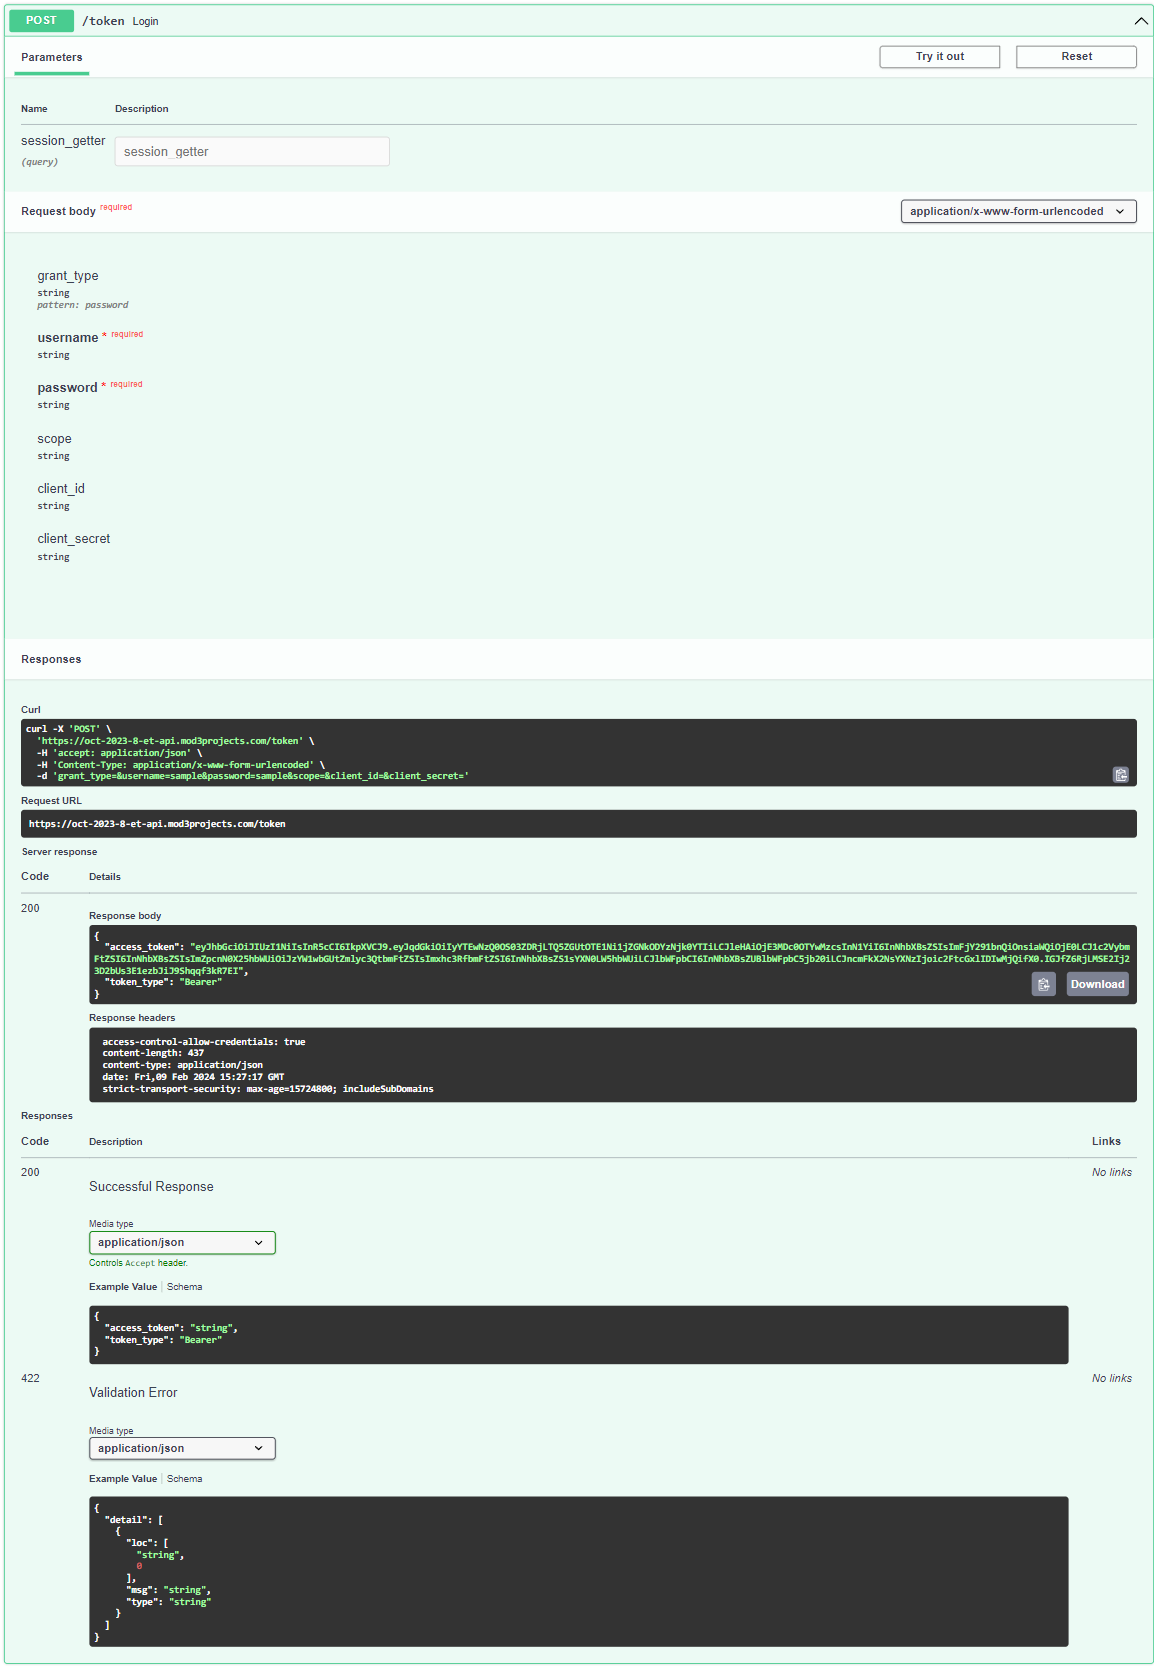 POST /token Login
Parameters
Try it out
Reset
Name Description
session_getter
(query)
session_getter
Request body required
application/x-www-form-urlencoded
grant_type
string
pattern: password
username * required
string
password * required
string
scope
string
client_id
string
client_secret
string
Responses
Curl
curl -X 'POST' \
'https://oct-2023-8-et-api.mod3projects.com/token' \
-H 'accept: application/json' \
-H 'Content-Type: application/x-www-form-urlencoded' \
-d 'grant_type=&username=sample&password=sample&scope=&client_id=&client_secret='
Request URL
https://oct-2023-8-et-api.mod3projects.com/token
Server response
Code Details
200
Response body
{
"access_token":
"token_type": "Bearer"
}
Download
Response headers
access-control-allow-credentials: true
content-length: 437
content-type: application/json
date: Fri,09 Feb 2024 15:27:17 GMT
strict-transport-security: max-age=15724800; includeSubDomains
Responses
Code Description Links
200 No links
Successful Response
Media type
application/json
Controls Accept header.
Example Value Schema
{
"access_token": "string",
"token_type": "Bearer"
}
422 No links
Validation Error
Media type
application/json
Example Value Schema
{
"detail": [
{
"loc": [
"string",
0
],
"msg": "string",
"type": "string"
}
]
}